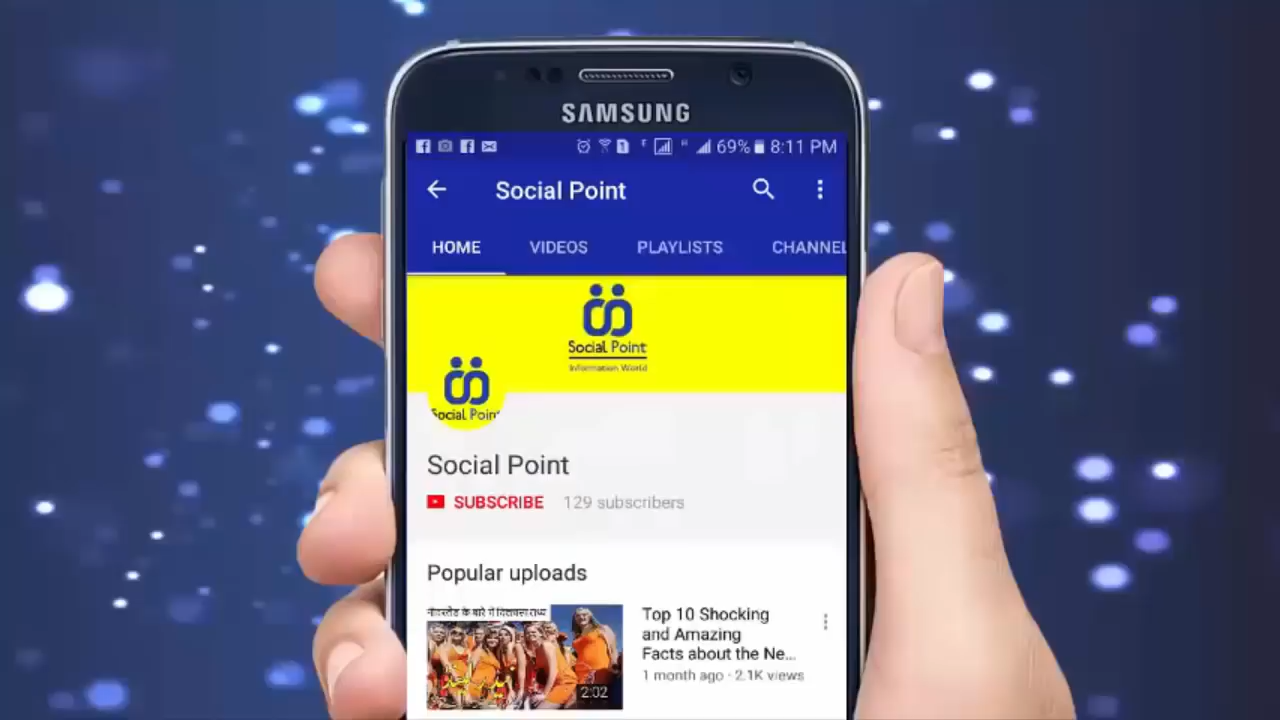 SAMSUNG
69% 8:11 PM
Social Point
HOME VIDEOS PLAYLISTS CHANNEL
Social Point
Information World
Social Point
Social Point
SUBSCRIBE 129 subscribers
Popular uploads
के बारे में दिलचस्प तथ्य
Top 10 Shocking
and Amazing
Facts about the Ne...
1 month ago · 2.1K views
2:02